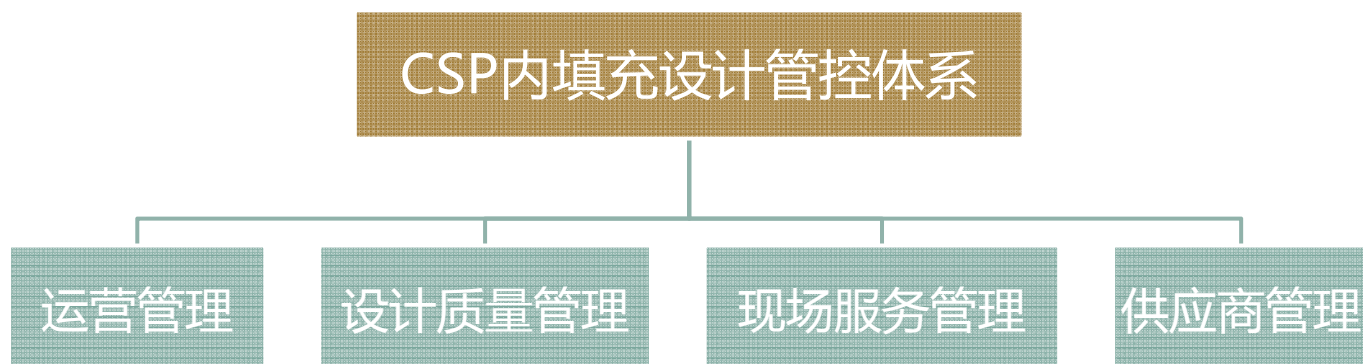 CSP内填充设计管控体系
运营管理
设计质量管理
现场服务管理
供应商管理